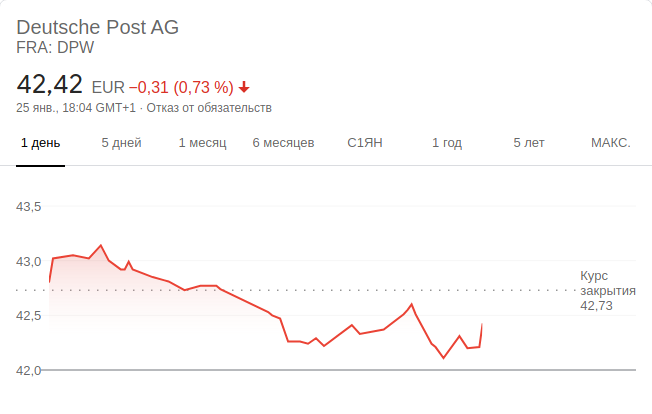 Deutsche Post AG
FRA: DPW
42,42 EUR −0,31 (0,73 %)
25 янв., 18:04 GMT+1 · Отказ от обязательств
1 день 5 дней 1 месяц 6 месяцев С1ЯН 1 год 5 лет МАКС.
43,5
43,0
Курс
закрытия
42,73
42,5
42,0